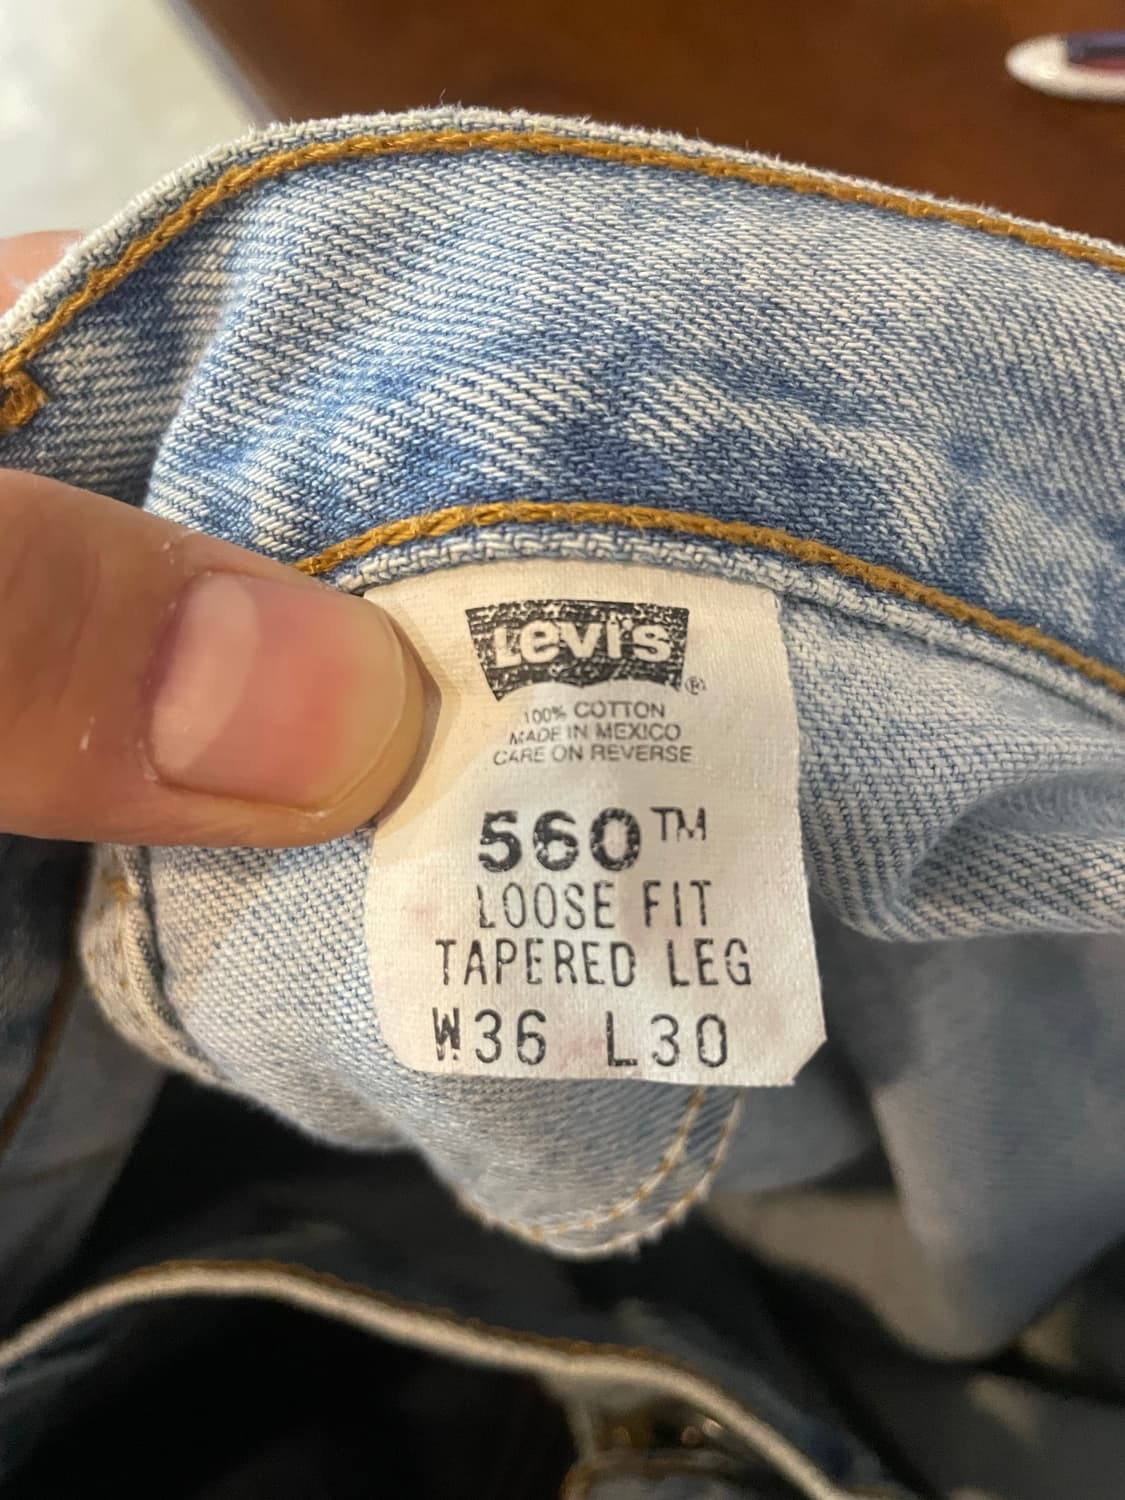 Levi's ®
100% COTTON
MADE IN MEXICO
CARE ON REVERSE
560™
LOOSE FIT
TAPERED LEG
W36 L30